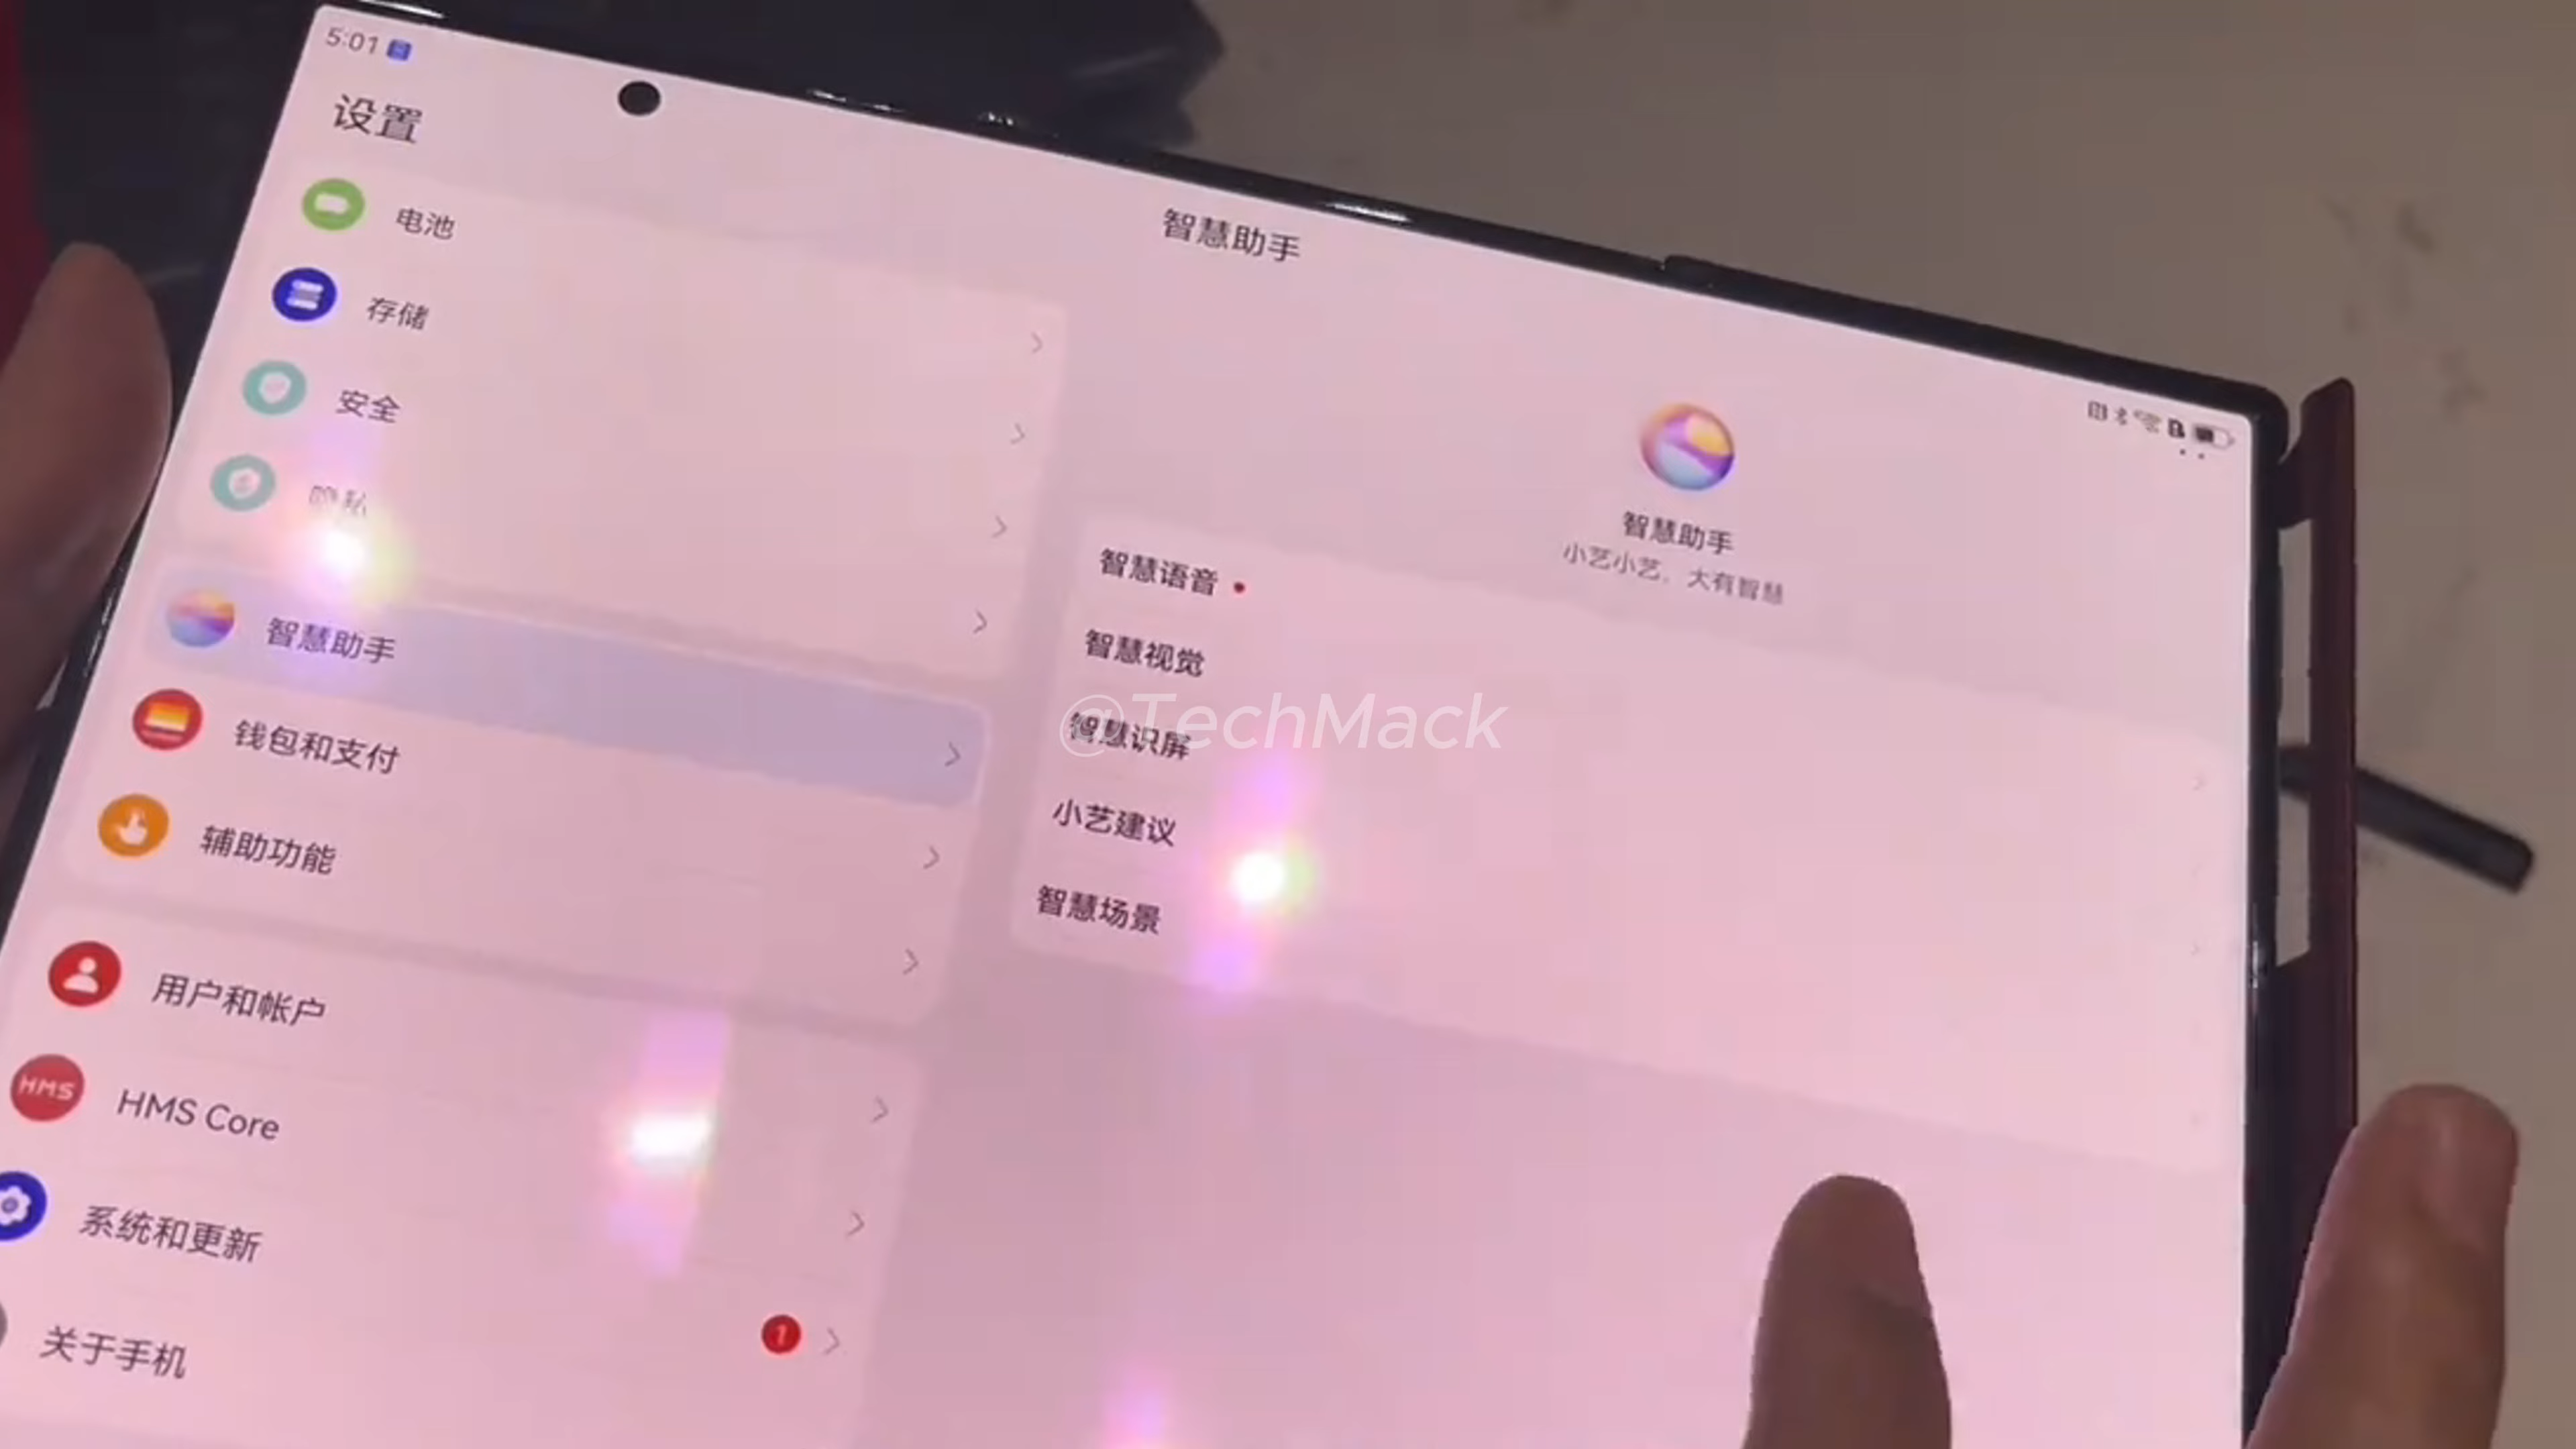 5:01
设置
电池
存储
安全
隐私
智慧助手
钱包和支付
辅助功能
用户和帐户
HMS
HMS Core
系统和更新
1
关于手机
智慧助手
智慧助手
小艺小艺，大有智慧
智慧语音
智慧视觉
智慧识屏
小艺建议
智慧场景
@TechMack